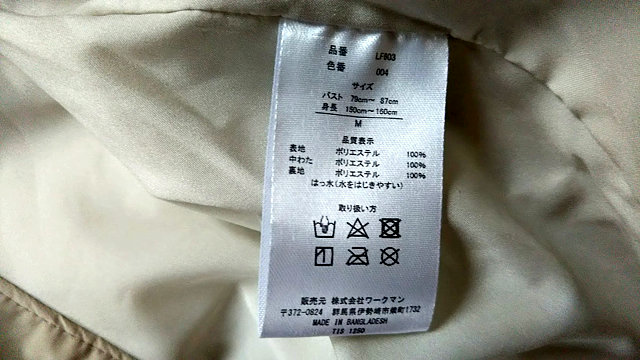 品番 LF803
色番 004
サイズ
バスト 79cm〜 87cm
身長 150cm〜160cm
M
品質表示
表地 ポリエステル 100%
中わた ポリエステル 100%
裏地 ポリエステル 100%
はっ水(水をはじきやすい)
取り扱い方
販売元 株式会社ワークマン
〒372-0824 群馬県伊勢崎市柴町1732
MADE IN BANGLADESH
TIS 1250